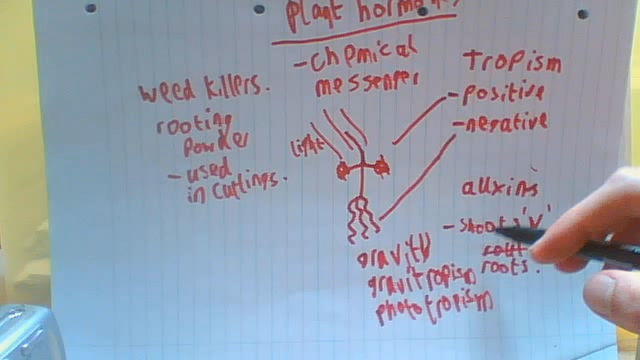 plant hormones
-chemical
messenger
weed killers.
rooting
powder
-used
in cuttings.
light
tropism
-positive
-negative
auxins
-shoots 'v'
roots.
gravity
gravitropism
phototropism